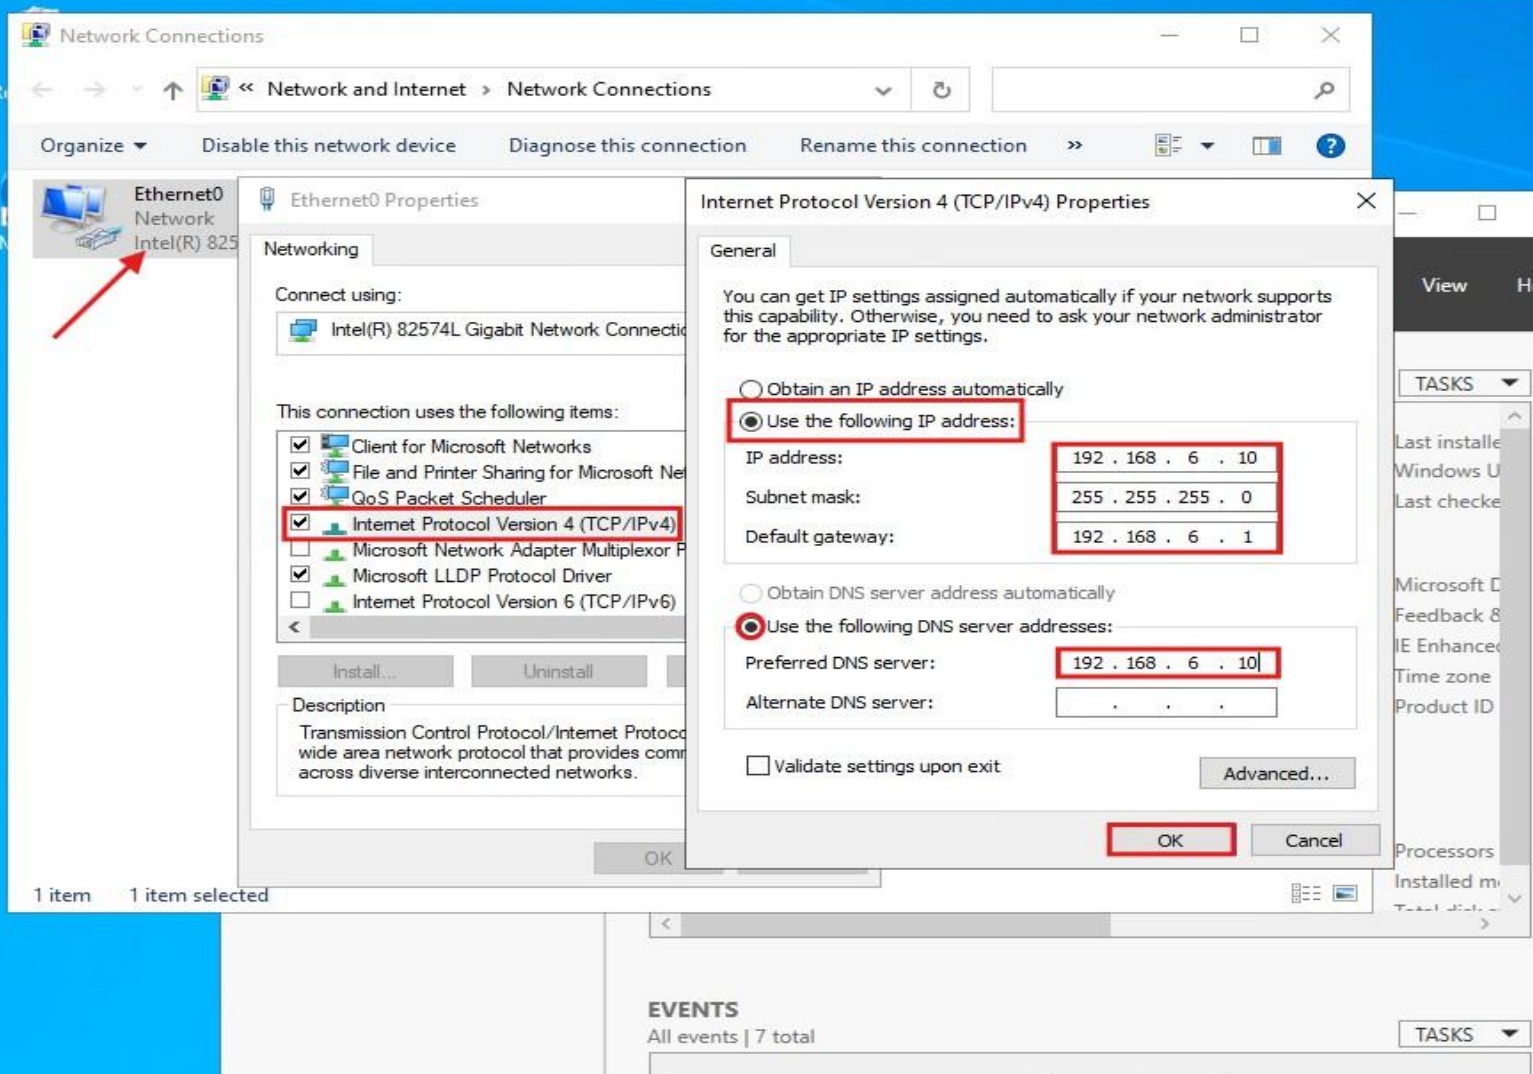 Network Connections
« Network and Internet › Network Connections
Organize Disable this network device Diagnose this connection Rename this connection »
Ethernet0
Network
Intel(R) 825
Ethernet0 Properties
Networking
Connect using:
Intel(R) 82574L Gigabit Network Connectic
This connection uses the following items:
Client for Microsoft Networks
File and Printer Sharing for Microsoft Net
QoS Packet Scheduler
Internet Protocol Version 4 (TCP/IPv4)
Microsoft Network Adapter Multiplexor P
Microsoft LLDP Protocol Driver
Internet Protocol Version 6 (TCP/IPv6)
Install...
Uninstall
Description
Transmission Control Protocol/Internet Protoco
wide area network protocol that provides comm
across diverse interconnected networks.
OK
Internet Protocol Version 4 (TCP/IPv4) Properties
General
You can get IP settings assigned automatically if your network supports
this capability. Otherwise, you need to ask your network administrator
for the appropriate IP settings.
Obtain an IP address automatically
Use the following IP address:
IP address: 192 . 168 . 6 . 10
Subnet mask: 255 . 255 . 255 . 0
Default gateway: 192 . 168 . 6 . 1
Obtain DNS server address automatically
Use the following DNS server addresses:
Preferred DNS server: 192 . 168 . 6 . 10
Alternate DNS server: . . .
Validate settings upon exit
Advanced...
OK
Cancel
1 item 1 item selected
View H
TASKS
Last installe
Windows U
Last checke
Microsoft D
Feedback &
IE Enhanced
Time zone
Product ID
Processors
Installed m
EVENTS
All events | 7 total
TASKS